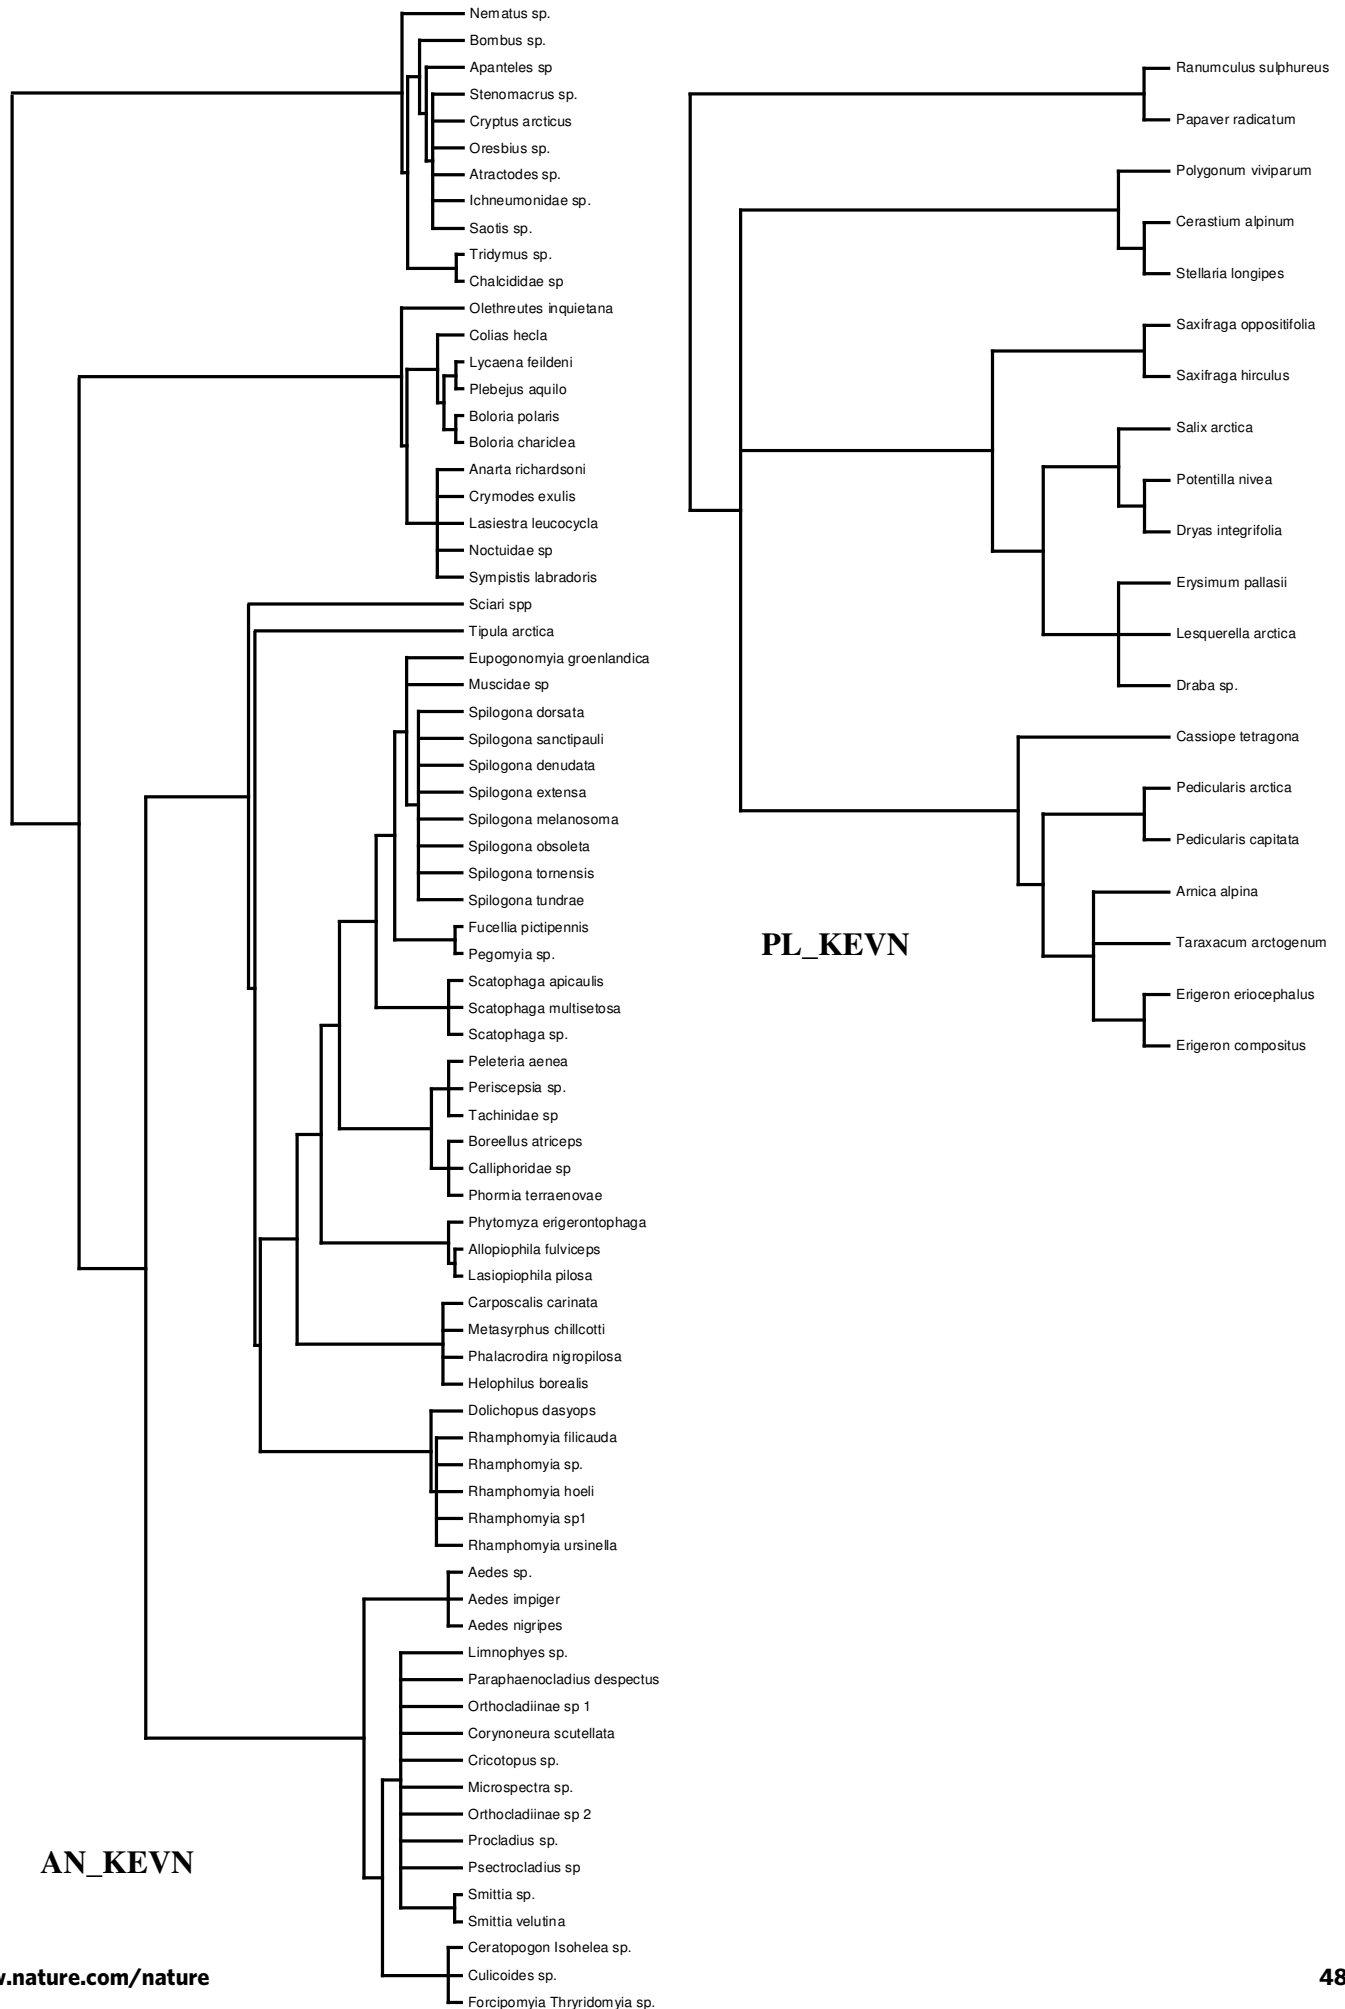 Nematus sp.
Bombus sp.
Apanteles sp
Stenomacrus sp.
Cryptus arcticus
Oresbius sp.
Atractodes sp.
Ichneumonidae sp.
Saotis sp.
Tridymus sp.
Chalcididae sp
Olethreutes inquietana
Colias hecla
Lycaena feildeni
Plebejus aquilo
Boloria polaris
Boloria chariclea
Anarta richardsoni
Crymodes exulis
Lasiestra leucocycla
Noctuidae sp
Sympistis labradoris
Sciari spp
Tipula arctica
Eupogonomyia groenlandica
Muscidae sp
Spilogona dorsata
Spilogona sanctipauli
Spilogona denudata
Spilogona extensa
Spilogona melanosoma
Spilogona obsoleta
Spilogona tornensis
Spilogona tundrae
Fucellia pictipennis
Pegomyia sp.
Scatophaga apicaulis
Scatophaga multisetosa
Scatophaga sp.
Peleteria aenea
Periscepsia sp.
Tachinidae sp
Boreellus atriceps
Calliphoridae sp
Phormia terraenovae
Phytomyza erigerontophaga
Allopiophila fulviceps
Lasiopiophila pilosa
Carposcalis carinata
Metasyrphus chillcotti
Phalacrodira nigropilosa
Helophilus borealis
Dolichopus dasyops
Rhamphomyia filicauda
Rhamphomyia sp.
Rhamphomyia hoeli
Rhamphomyia sp1
Rhamphomyia ursinella
Aedes sp.
Aedes impiger
Aedes nigripes
Limnophyes sp.
Paraphaenocladius despectus
Orthocladiinae sp 1
Corynoneura scutellata
Cricotopus sp.
Microspectra sp.
Orthocladiinae sp 2
Procladius sp.
Psectrocladius sp
Smittia sp.
Smittia velutina
Ceratopogon Isohelea sp.
Culicoides sp.
Forcipomyia Thryridomyia sp.
AN_KEVN
Ranumculus sulphureus
Papaver radicatum
Polygonum viviparum
Cerastium alpinum
Stellaria longipes
Saxifraga oppositifolia
Saxifraga hirculus
Salix arctica
Potentilla nivea
Dryas integrifolia
Erysimum pallasii
Lesquerella arctica
Draba sp.
Cassiope tetragona
Pedicularis arctica
Pedicularis capitata
Arnica alpina
Taraxacum arctogenum
Erigeron eriocephalus
Erigeron compositus
PL_KEVN
.nature.com/nature
48